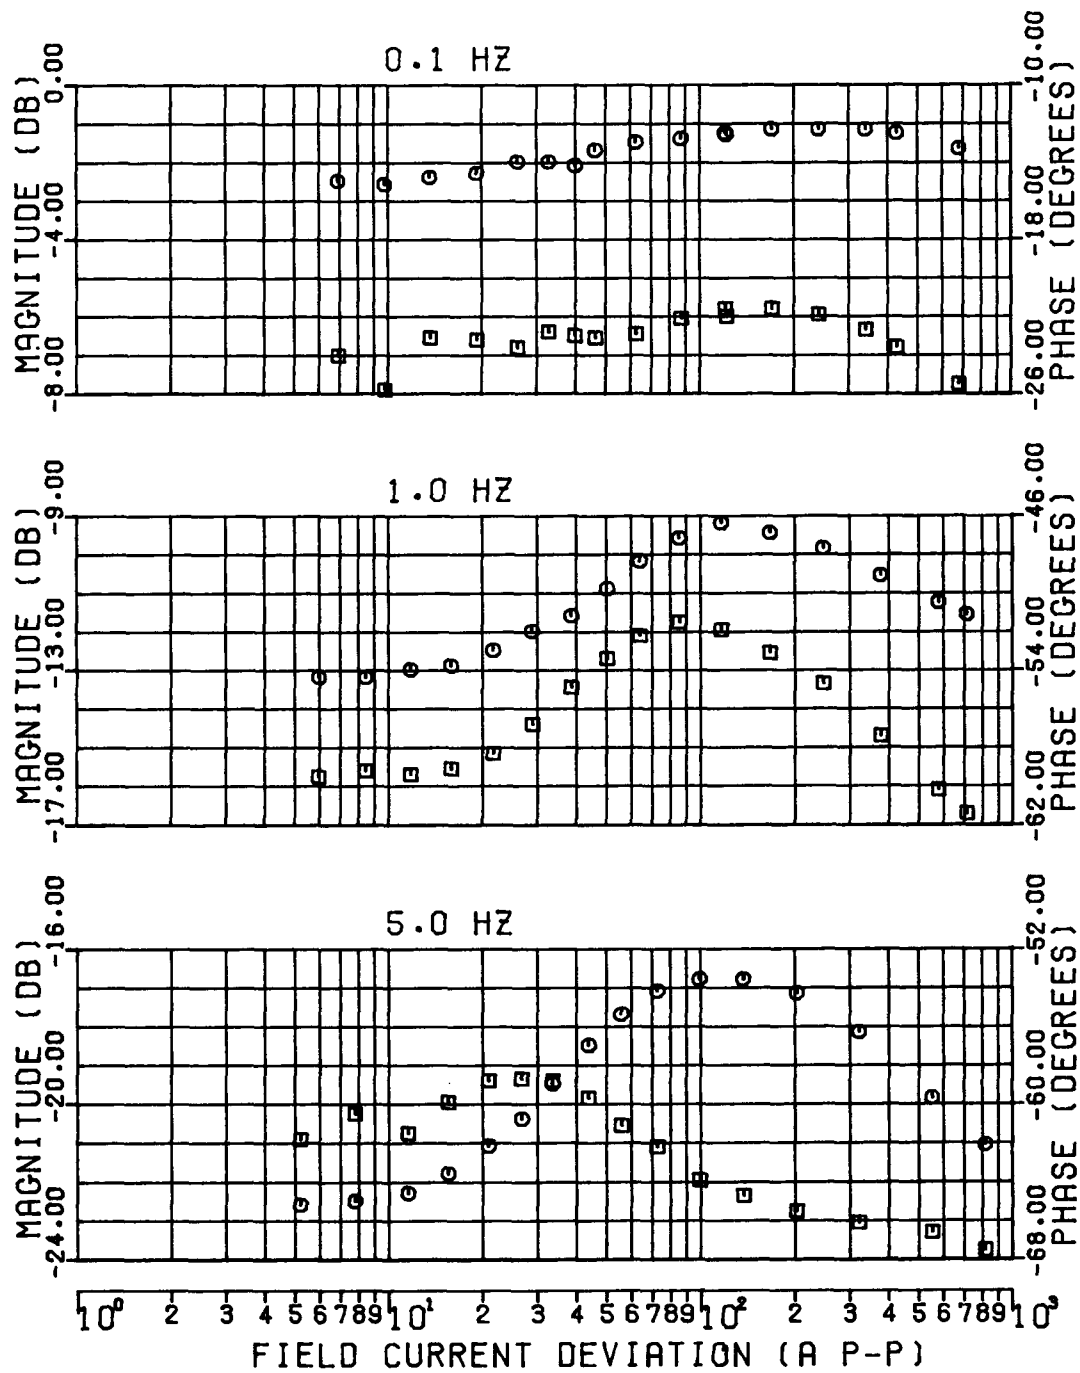 0.1 HZ
MAGNITUDE (DB)
0.00
-4.00
-8.00
-10.00
-18.00
-26.00
PHASE (DEGREES)
1.0 HZ
MAGNITUDE (DB)
-9.00
-13.00
-17.00
-46.00
-54.00
-62.00
PHASE (DEGREES)
5.0 HZ
MAGNITUDE (DB)
-16.00
-20.00
-24.00
-52.00
-60.00
-68.00
PHASE (DEGREES)
10⁰ 2 3 4 5 6 7 8 9 10¹ 2 3 4 5 6 7 8 9 10² 2 3 4 5 6 7 8 9 10³
FIELD CURRENT DEVIATION (A P-P)